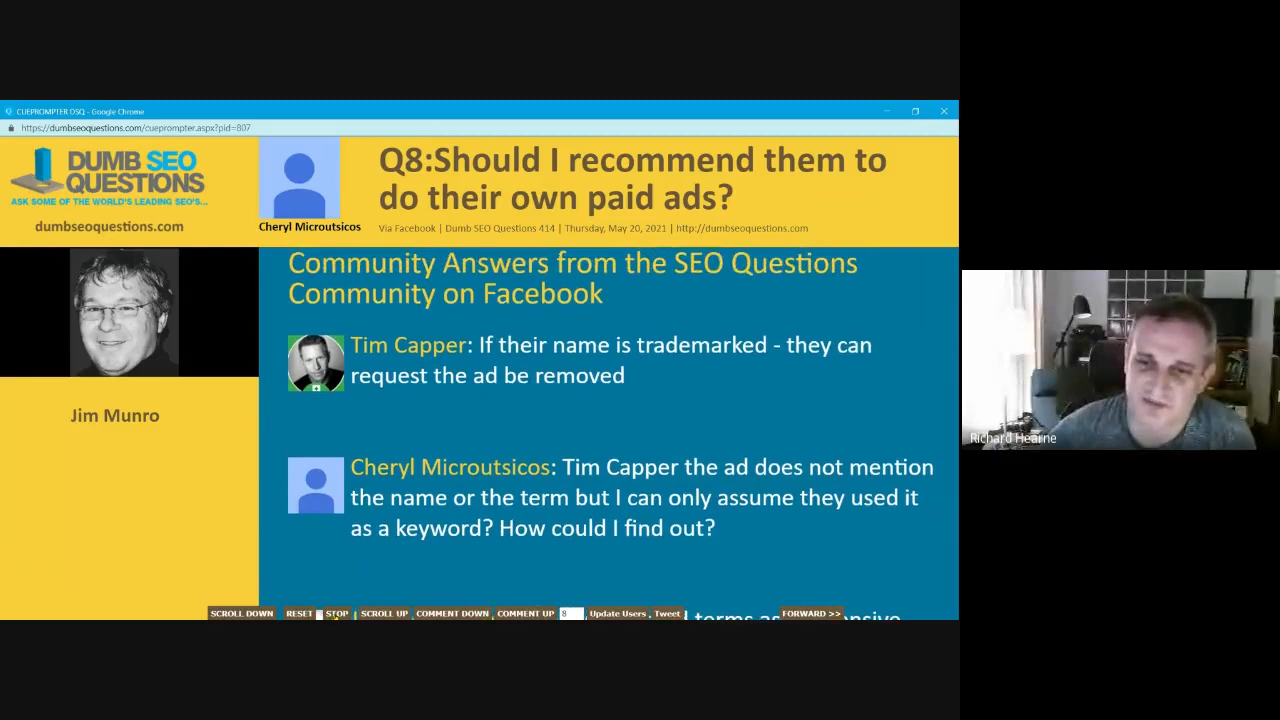 CUEPROMPTER DSQ - Google Chrome
https://dumbseoquestions.com/cueprompter.aspx?pid=807
DUMB SEO
QUESTIONS
ASK SOME OF THE WORLD'S LEADING SEO'S...
dumbseoquestions.com
Cheryl Microutsicos
Q8:Should I recommend them to
do their own paid ads?
Via Facebook | Dumb SEO Questions 414 | Thursday, May 20, 2021 | http://dumbseoquestions.com
Jim Munro
Community Answers from the SEO Questions
Community on Facebook
Tim Capper: If their name is trademarked - they can
request the ad be removed
Cheryl Microutsicos: Tim Capper the ad does not mention
the name or the term but I can only assume they used it
as a keyword? How could I find out?
SCROLL DOWN RESET STOP SCROLL UP COMMENT DOWN COMMENT UP 8 Update Users Tweet FORWARD >>
terms as
Richard Hearne